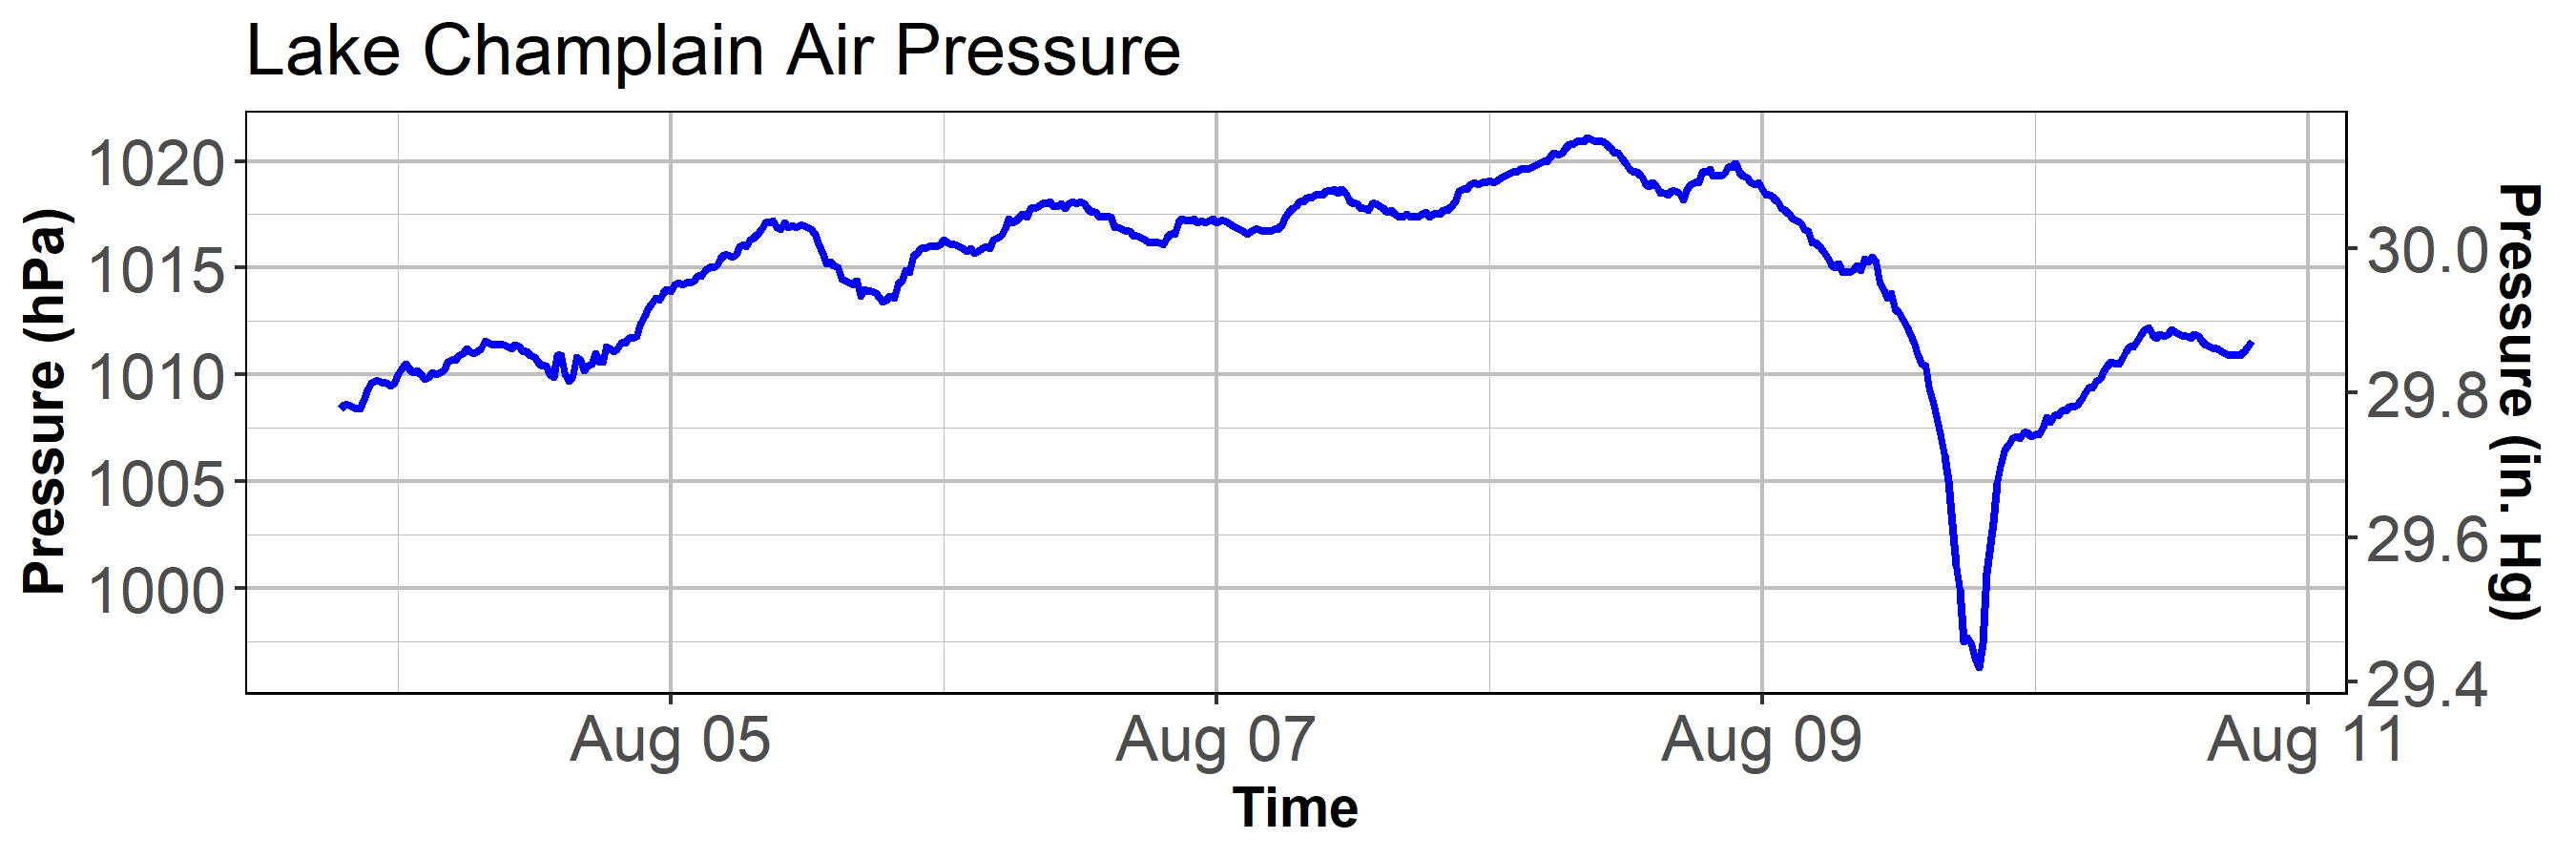 Lake Champlain Air Pressure
Pressure (hPa)
1020
1015
1010
1005
1000
30.0
29.8
29.6
29.4
Pressure (in. Hg)
Aug 05 Aug 07 Aug 09 Aug 11
Time